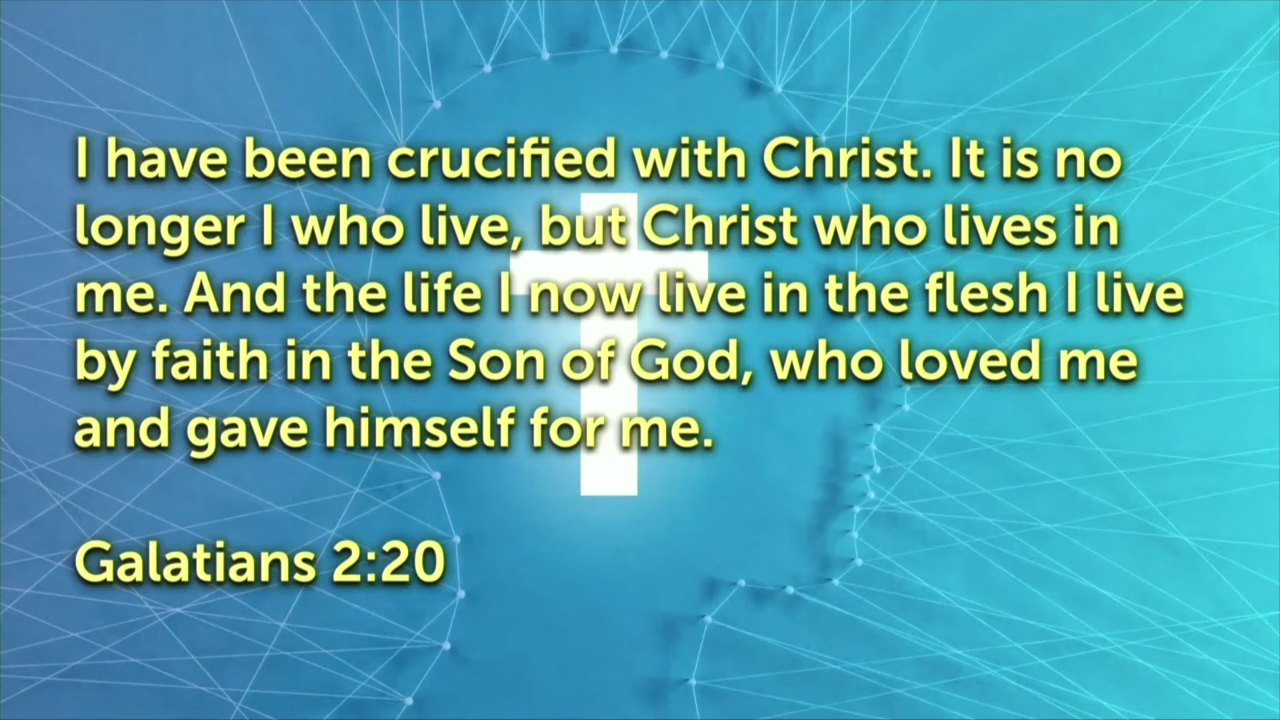 I have been crucified with Christ. It is no
longer I who live, but Christ who lives in
me. And the life I now live in the flesh I live
by faith in the Son of God, who loved me
and gave himself for me.
Galatians 2:20